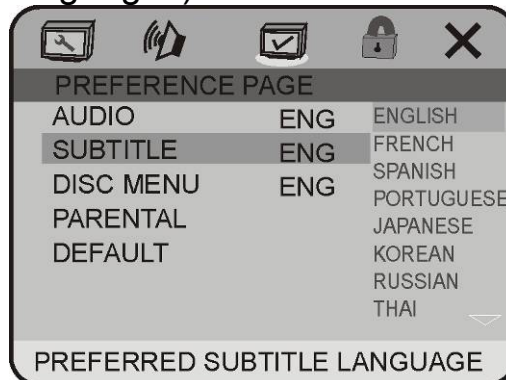 PREFERENCE PAGE
AUDIO ENG
SUBTITLE ENG
DISC MENU ENG
PARENTAL
DEFAULT
ENGLISH
FRENCH
SPANISH
PORTUGUESE
JAPANESE
KOREAN
RUSSIAN
THAI
PREFERRED SUBTITLE LANGUAGE